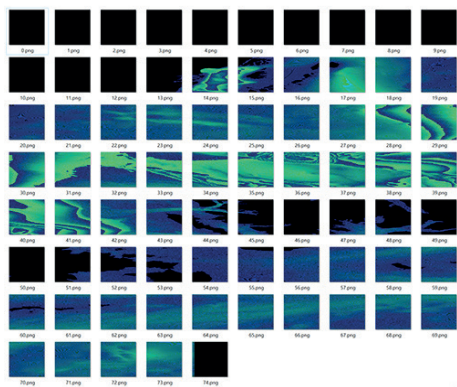 0.png 1.png 2.png 3.png 4.png 5.png 6.png 7.png 8.png 9.png
10.png 11.png 12.png 13.png 14.png 15.png 16.png 17.png 18.png 19.png
20.png 21.png 22.png 23.png 24.png 25.png 26.png 27.png 28.png 29.png
30.png 31.png 32.png 33.png 34.png 35.png 36.png 37.png 38.png 39.png
40.png 41.png 42.png 43.png 44.png 45.png 46.png 47.png 48.png 49.png
50.png 51.png 52.png 53.png 54.png 55.png 56.png 57.png 58.png 59.png
60.png 61.png 62.png 63.png 64.png 65.png 66.png 67.png 68.png 69.png
70.png 71.png 72.png 73.png 74.png